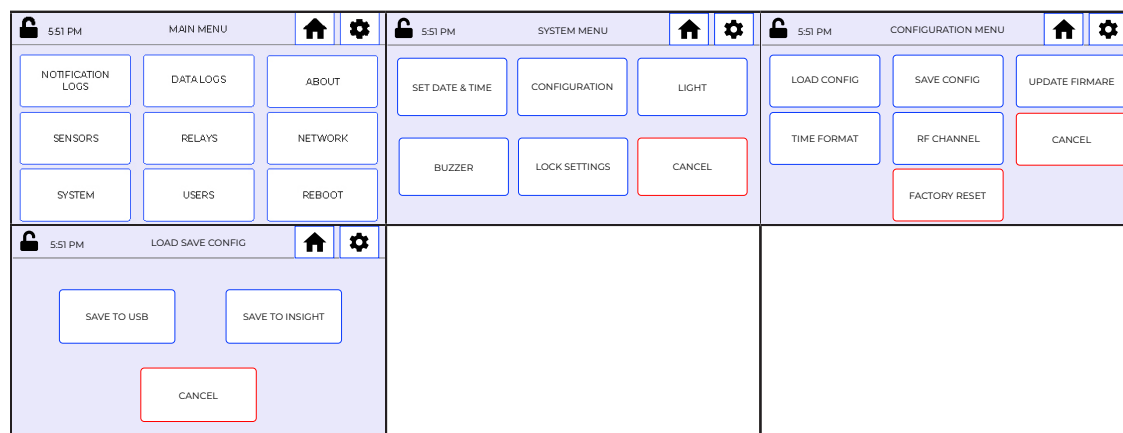 5:51 PM
MAIN MENU
NOTIFICATION
LOGS
DATA LOGS
ABOUT
SENSORS
RELAYS
NETWORK
SYSTEM
USERS
REBOOT
5:51 PM
SYSTEM MENU
SET DATE & TIME
CONFIGURATION
LIGHT
BUZZER
LOCK SETTINGS
CANCEL
5:51 PM
CONFIGURATION MENU
LOAD CONFIG
SAVE CONFIG
UPDATE FIRMARE
TIME FORMAT
RF CHANNEL
CANCEL
FACTORY RESET
5:51 PM
LOAD SAVE CONFIG
SAVE TO USB
SAVE TO INSIGHT
CANCEL